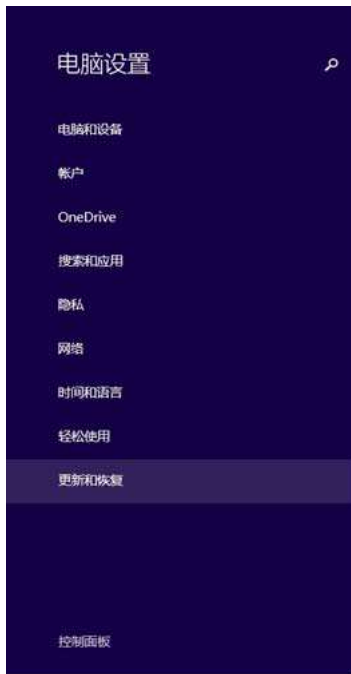 电脑设置
电脑和设备
帐户
OneDrive
搜索和应用
隐私
网络
时间和语言
轻松使用
更新和恢复
控制面板